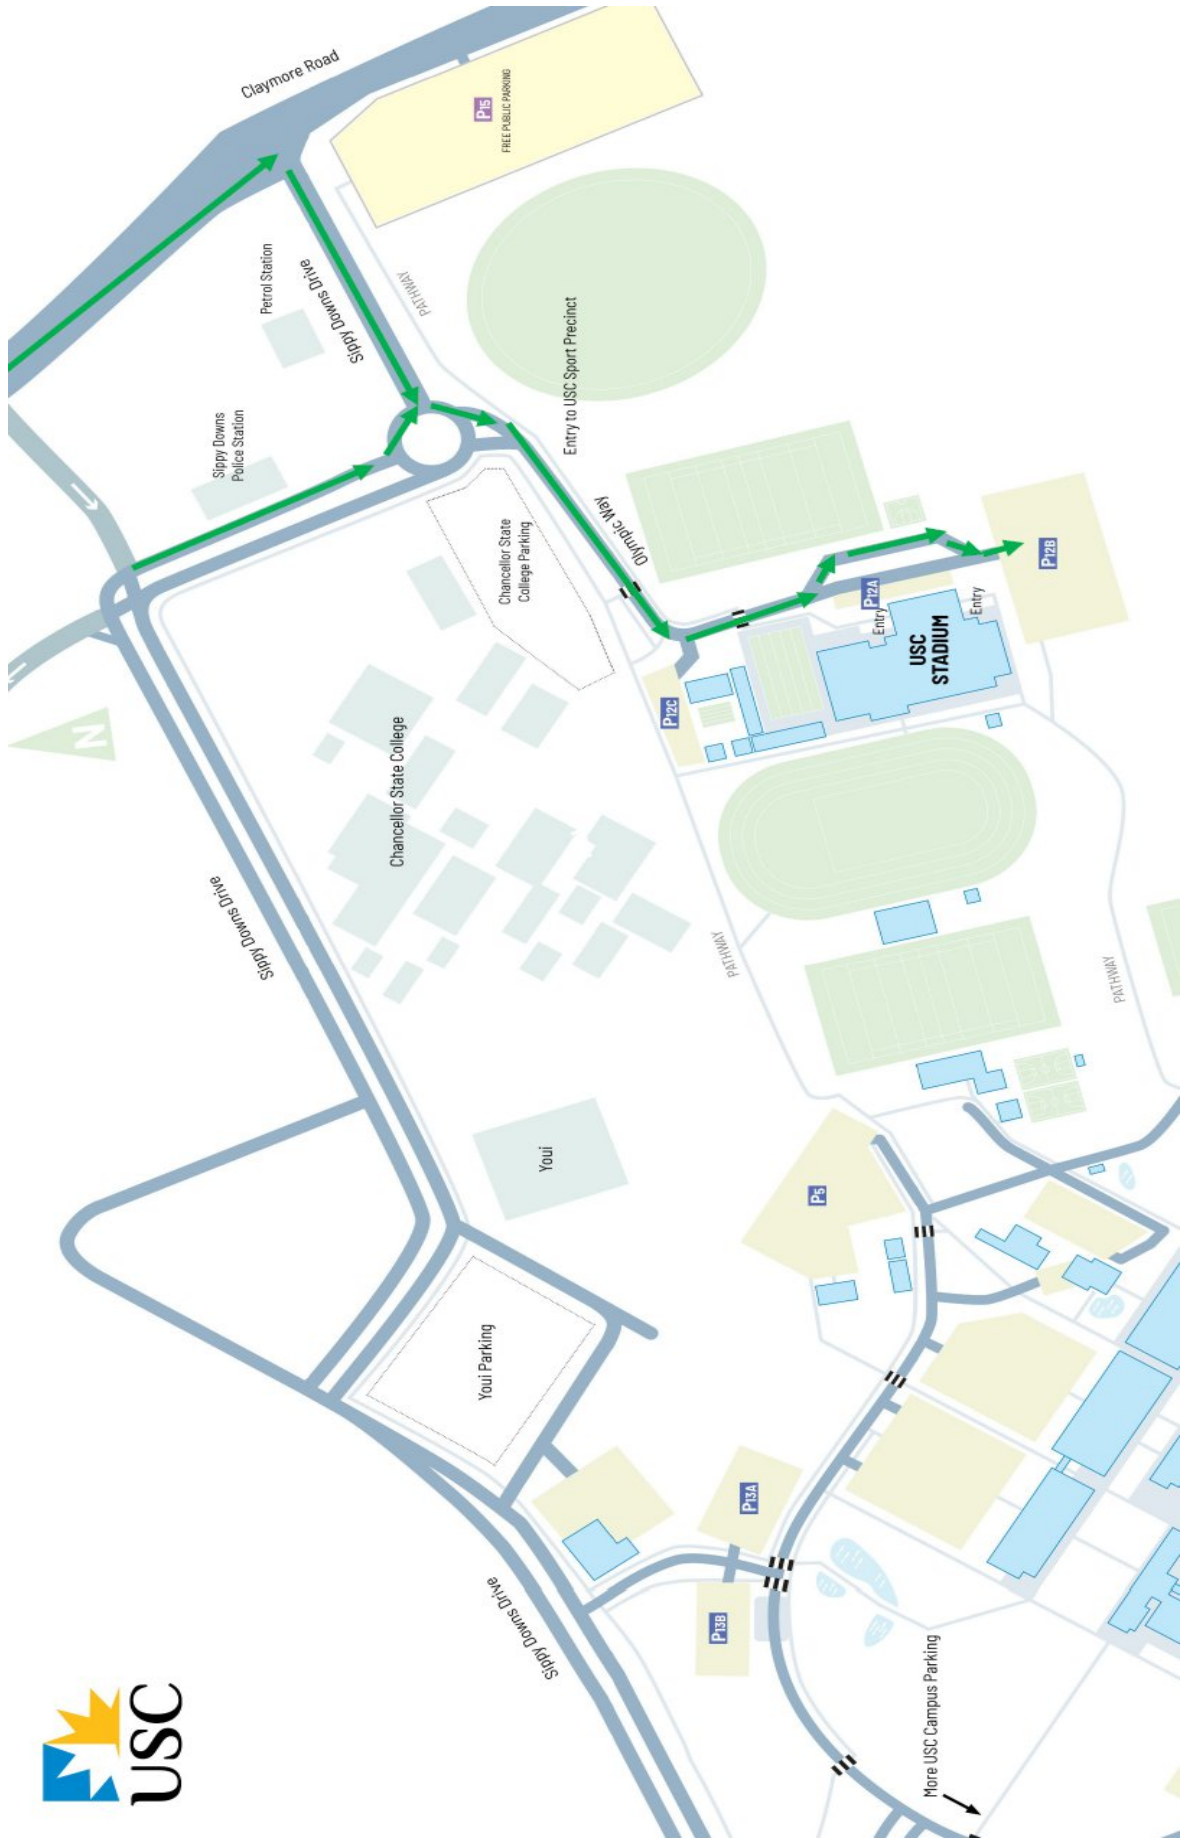 Claymore Road
P15
FREE PUBLIC PARKING
Petrol Station
Sippy Downs Drive
PATHWAY
Sippy Downs
Police Station
Entry to USC Sport Precinct
Chancellor State
College Parking
Olympic Way
P12B
P12A
Entry
Entry
USC
STADIUM
P12C
N
Chancellor State College
Sippy Downs Drive
PATHWAY
PATHWAY
Youi
P5
Youi Parking
P13A
P13B
Sippy Downs Drive
More USC Campus Parking
USC